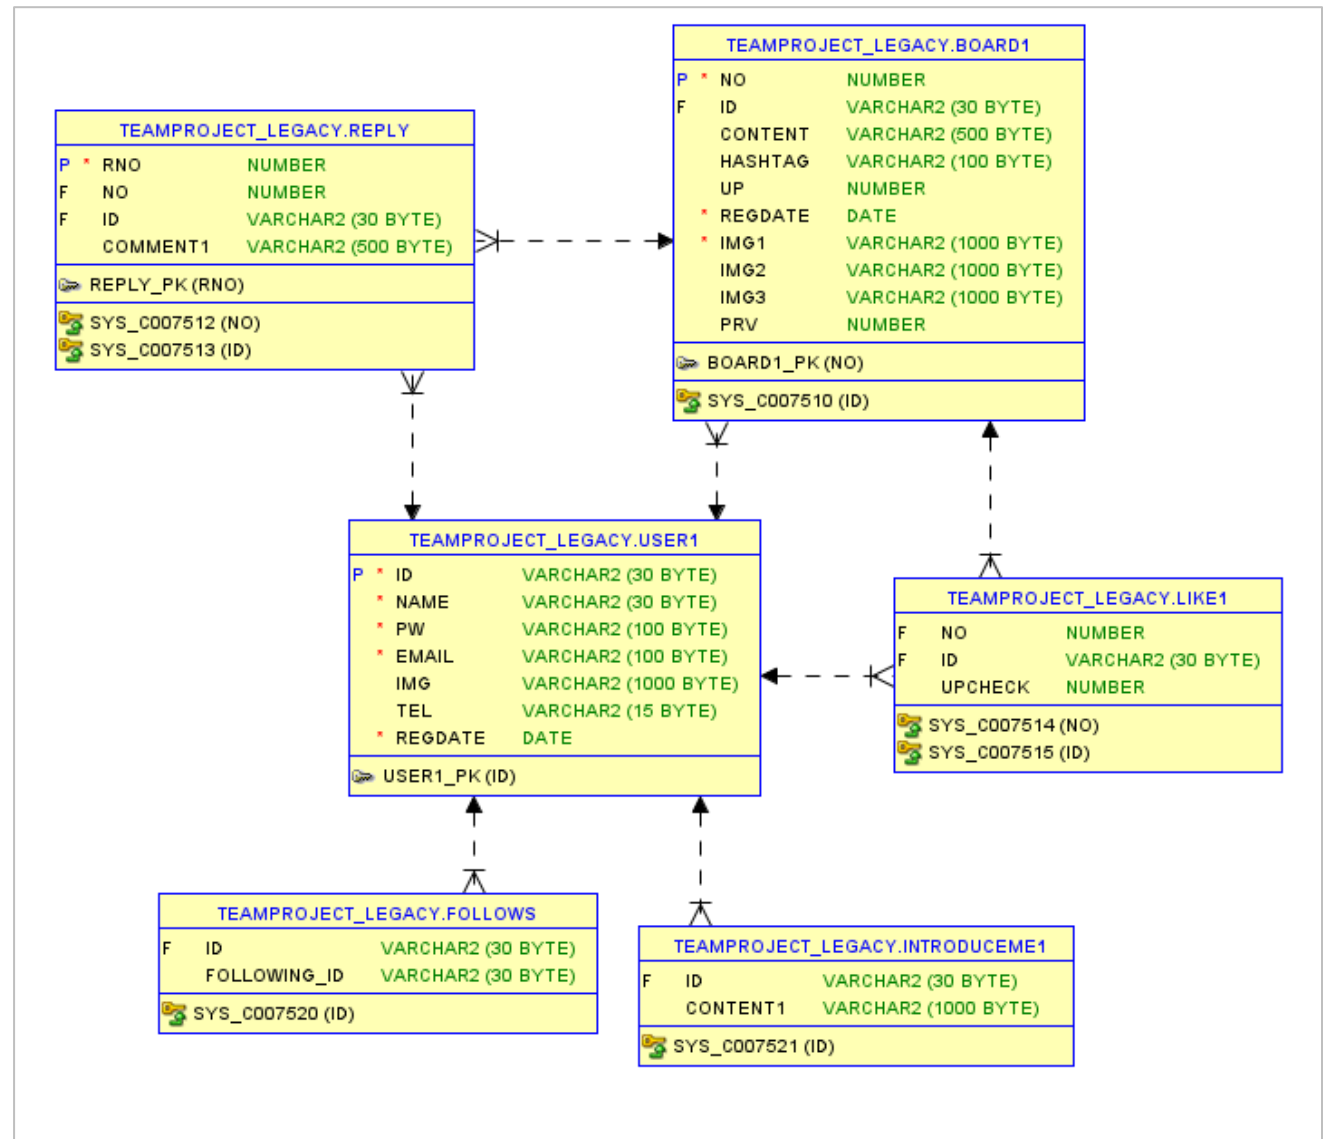 TEAMPROJECT_LEGACY.BOARD1
P * NO NUMBER
F ID VARCHAR2 (30 BYTE)
CONTENT VARCHAR2 (500 BYTE)
HASHTAG VARCHAR2 (100 BYTE)
UP NUMBER
* REGDATE DATE
* IMG1 VARCHAR2 (1000 BYTE)
IMG2 VARCHAR2 (1000 BYTE)
IMG3 VARCHAR2 (1000 BYTE)
PRV NUMBER
BOARD1_PK (NO)
SYS_C007510 (ID)
TEAMPROJECT_LEGACY.REPLY
P * RNO NUMBER
F NO NUMBER
F ID VARCHAR2 (30 BYTE)
COMMENT1 VARCHAR2 (500 BYTE)
REPLY_PK (RNO)
SYS_C007512 (NO)
SYS_C007513 (ID)
TEAMPROJECT_LEGACY.USER1
P * ID VARCHAR2 (30 BYTE)
* NAME VARCHAR2 (30 BYTE)
* PW VARCHAR2 (100 BYTE)
* EMAIL VARCHAR2 (100 BYTE)
IMG VARCHAR2 (1000 BYTE)
TEL VARCHAR2 (15 BYTE)
* REGDATE DATE
USER1_PK (ID)
TEAMPROJECT_LEGACY.LIKE1
F NO NUMBER
F ID VARCHAR2 (30 BYTE)
UPCHECK NUMBER
SYS_C007514 (NO)
SYS_C007515 (ID)
TEAMPROJECT_LEGACY.FOLLOWS
F ID VARCHAR2 (30 BYTE)
FOLLOWING_ID VARCHAR2 (30 BYTE)
SYS_C007520 (ID)
TEAMPROJECT_LEGACY.INTRODUCEME1
F ID VARCHAR2 (30 BYTE)
CONTENT1 VARCHAR2 (1000 BYTE)
SYS_C007521 (ID)